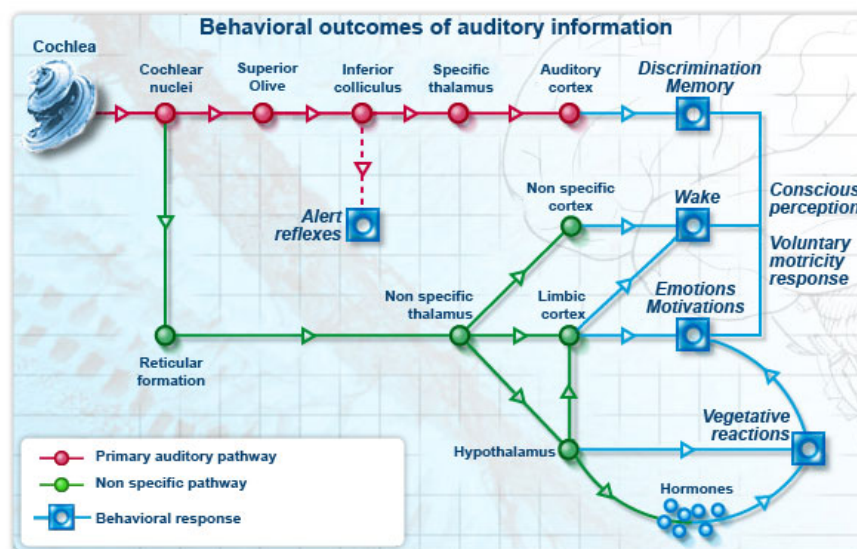 Behavioral outcomes of auditory information
Cochlea
Cochlear
nuclei
Superior
Olive
Inferior
colliculus
Specific
thalamus
Auditory
cortex
Discrimination
Memory
Alert
reflexes
Non specific
cortex
Wake
Conscious
perception
Voluntary
motricity
response
Non specific
thalamus
Limbic
cortex
Emotions
Motivations
Reticular
formation
Hypothalamus
Vegetative
reactions
Hormones
Primary auditory pathway
Non specific pathway
Behavioral response